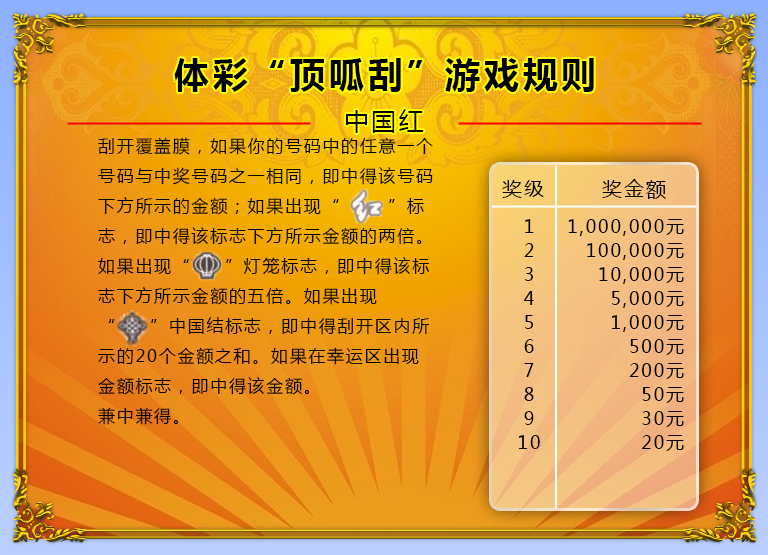 体彩“顶呱刮”游戏规则
中国红
刮开覆盖膜，如果你的号码中的任意一个
号码与中奖号码之一相同，即中得该号码
下方所示的金额；如果出现“红”标
志，即中得该标志下方所示金额的两倍。
如果出现“”灯笼标志，即中得该标
志下方所示金额的五倍。如果出现
“”中国结标志，即中得刮开区内所
示的20个金额之和。如果在幸运区出现
金额标志，即中得该金额。
兼中兼得。
奖级 奖金额
1 1,000,000元
2 100,000元
3 10,000元
4 5,000元
5 1,000元
6 500元
7 200元
8 50元
9 30元
10 20元